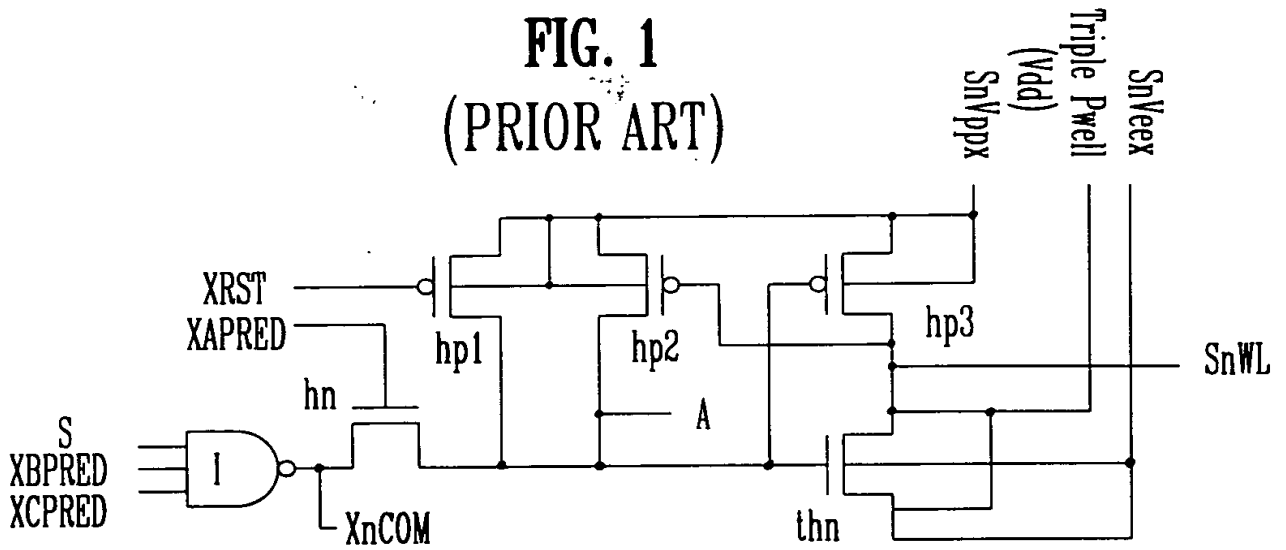 FIG. 1
(PRIOR ART)
SnVppx
Triple Pwell
(Vdd)
SnVeex
XRST
XAPRED
hp1
hp2
hp3
SnWL
hn
A
S
XBPRED
XCPRED
I
XnCOM
thn